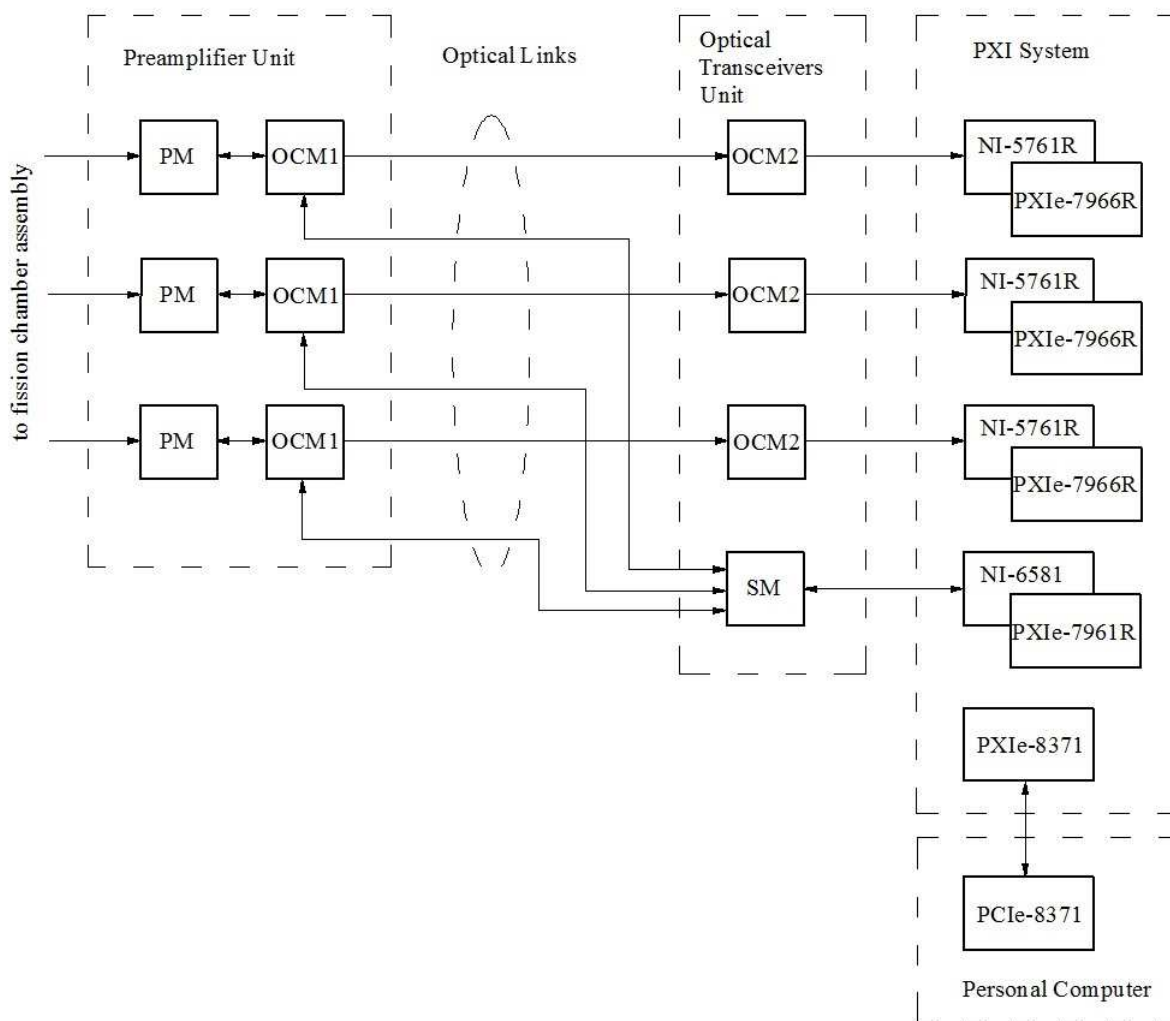 Preamplifier Unit
Optical Links
Optical
Transceivers
Unit
PXI System
to fission chamber assembly
PM
OCM1
OCM2
NI-5761R
PXIe-7966R
PM
OCM1
OCM2
NI-5761R
PXIe-7966R
PM
OCM1
OCM2
NI-5761R
PXIe-7966R
SM
NI-6581
PXIe-7961R
PXIe-8371
PCIe-8371
Personal Computer